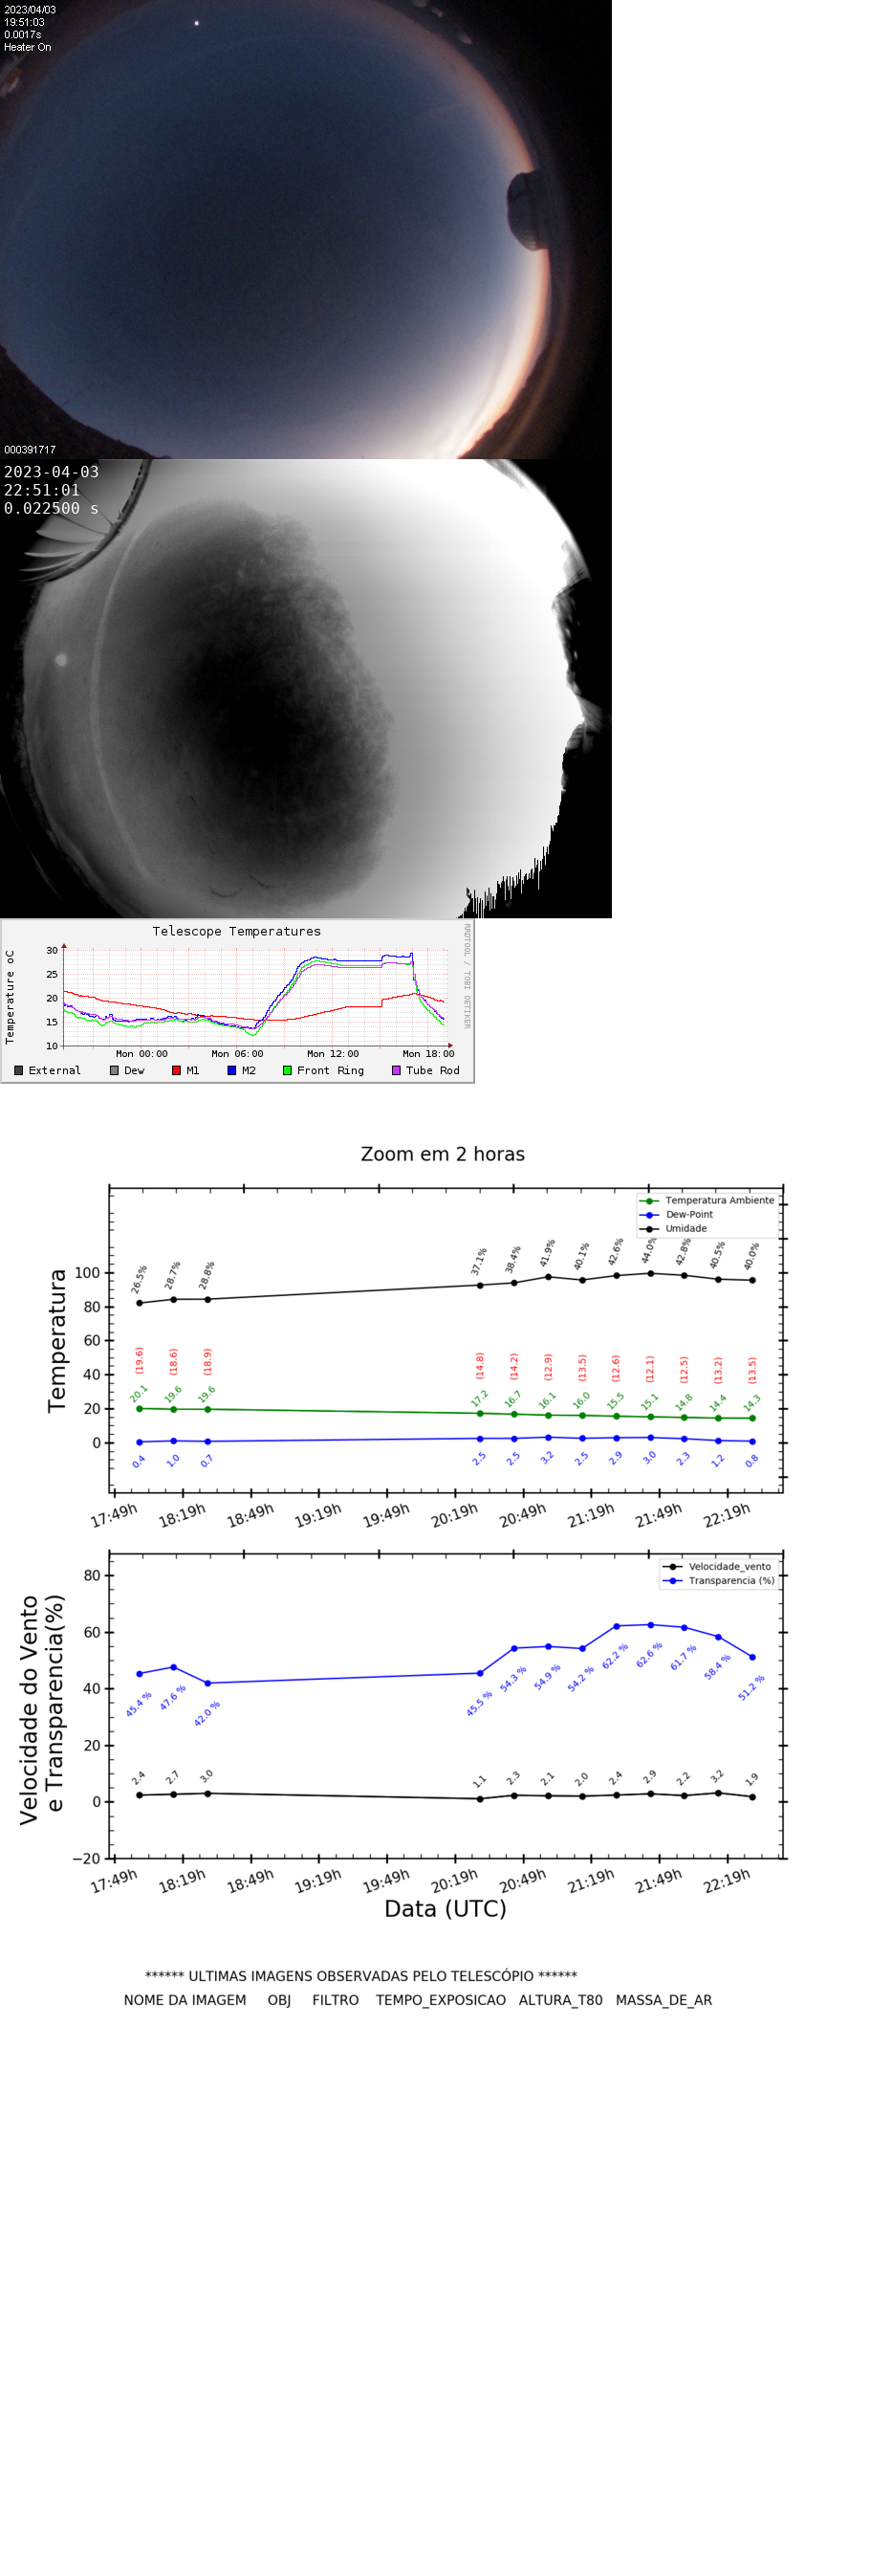 2023/04/03
19:51:03
0.0017s
Heater On
000391717
2023-04-03
22:51:01
0.022500 s
Telescope Temperatures
RRDTOOL / TOBI OETIKER
Temperature oC
30
25
20
15
10
Mon 00:00 Mon 06:00 Mon 12:00 Mon 18:00
External Dew M1 M2 Front Ring Tube Rod
Zoom em 2 horas
Temperatura Ambiente
Dew-Point
Umidade
Temperatura
100
80
60
40
20
0
26.5% 28.7% 28.8% 37.1% 38.4% 41.9% 40.1% 42.6% 44.0% 42.8% 40.5% 40.0%
(19.6) (18.6) (18.9) (14.8) (14.2) (12.9) (13.5) (12.6) (12.1) (12.5) (13.2) (13.5)
20.1 19.6 19.6 17.2 16.7 16.1 16.0 15.5 15.1 14.8 14.4 14.3
0.4 1.0 0.7 2.5 2.5 3.2 2.5 2.9 3.0 2.3 1.2 0.8
17:49h 18:19h 18:49h 19:19h 19:49h 20:19h 20:49h 21:19h 21:49h 22:19h
Velocidade_vento
Transparencia (%)
Velocidade do Vento
e Transparencia(%)
80
60
40
20
0
−20
45.4 % 47.6 % 42.0 % 45.5 % 54.3 % 54.9 % 54.2 % 62.2 % 62.6 % 61.7 % 58.4 % 51.2 %
2.4 2.7 3.0 1.1 2.3 2.1 2.0 2.4 2.9 2.2 3.2 1.9
17:49h 18:19h 18:49h 19:19h 19:49h 20:19h 20:49h 21:19h 21:49h 22:19h
Data (UTC)
****** ULTIMAS IMAGENS OBSERVADAS PELO TELESCÓPIO ******
NOME DA IMAGEM OBJ FILTRO TEMPO_EXPOSICAO ALTURA_T80 MASSA_DE_AR